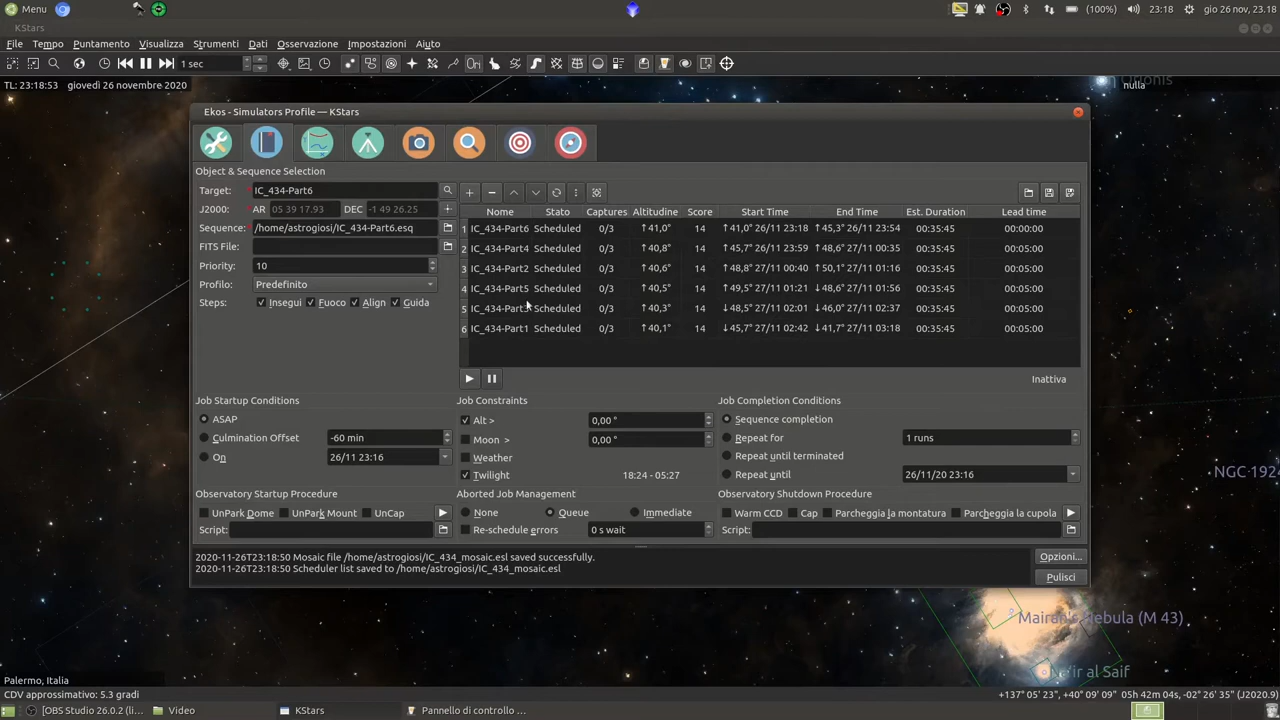 Menu
(100%) 23:18 gio 26 nov, 23.18
KStars
File Tempo Puntamento Visualizza Strumenti Dati Osservazione Impostazioni Aiuto
1 sec
TL: 23:18:53 giovedì 26 novembre 2020
Orionis
nulla
Ekos - Simulators Profile — KStars
Object & Sequence Selection
Target: IC_434-Part6
J2000: AR 05 39 17.93 DEC -1 49 26.25
Sequence: /home/astrogiosi/IC_434-Part6.esq
FITS File:
Priority: 10
Profilo: Predefinito
Steps: Insegui Fuoco Align Guida
Name Stato Captures Altitudine Score Start Time End Time Est. Duration Lead time
1 IC_434-Part6 Scheduled 0/3 ↑41,0° 14 ↑41,0° 26/11 23:18 ↑45,3° 26/11 23:54 00:35:45 00:00:00
2 IC_434-Part4 Scheduled 0/3 ↑40,8° 14 ↑45,7° 26/11 23:59 ↑48,6° 27/11 00:35 00:35:45 00:05:00
3 IC_434-Part2 Scheduled 0/3 ↑40,6° 14 ↑48,8° 27/11 00:40 ↑50,1° 27/11 01:16 00:35:45 00:05:00
4 IC_434-Part5 Scheduled 0/3 ↑40,5° 14 ↑49,5° 27/11 01:21 ↓48,6° 27/11 01:56 00:35:45 00:05:00
5 IC_434-Part3 Scheduled 0/3 ↑40,3° 14 ↓48,5° 27/11 02:01 ↓46,0° 27/11 02:37 00:35:45 00:05:00
6 IC_434-Part1 Scheduled 0/3 ↑40,1° 14 ↓45,7° 27/11 02:42 ↓41,7° 27/11 03:18 00:35:45 00:05:00
Inattiva
Job Startup Conditions
ASAP
Culmination Offset -60 min
On 26/11 23:16
Job Constraints
Alt > 0,00 °
Moon > 0,00 °
Weather
Twilight 18:24 - 05:27
Job Completion Conditions
Sequence completion
Repeat for 1 runs
Repeat until terminated
Repeat until 26/11/20 23:16
Observatory Startup Procedure
UnPark Dome UnPark Mount UnCap
Script:
Aborted Job Management
None Queue Immediate
Re-schedule errors 0 s wait
Observatory Shutdown Procedure
Warm CCD Cap Parcheggia la montatura Parcheggia la cupola
Script:
2020-11-26T23:18:50 Mosaic file /home/astrogiosi/IC_434_mosaic.esl saved successfully.
2020-11-26T23:18:50 Scheduler list saved to /home/astrogiosi/IC_434_mosaic.esl
Opzioni...
Pulisci
NGC 1924
Mairan's Nebula (M 43)
Na'ir al Saif
Palermo, Italia
CDV approssimativo: 5.3 gradi
+137° 05' 23", +40° 09' 09" 05h 42m 04s, -02° 26' 35" (J2020.9)
[OBS Studio 26.0.2 (li... Video KStars Pannello di controllo ...